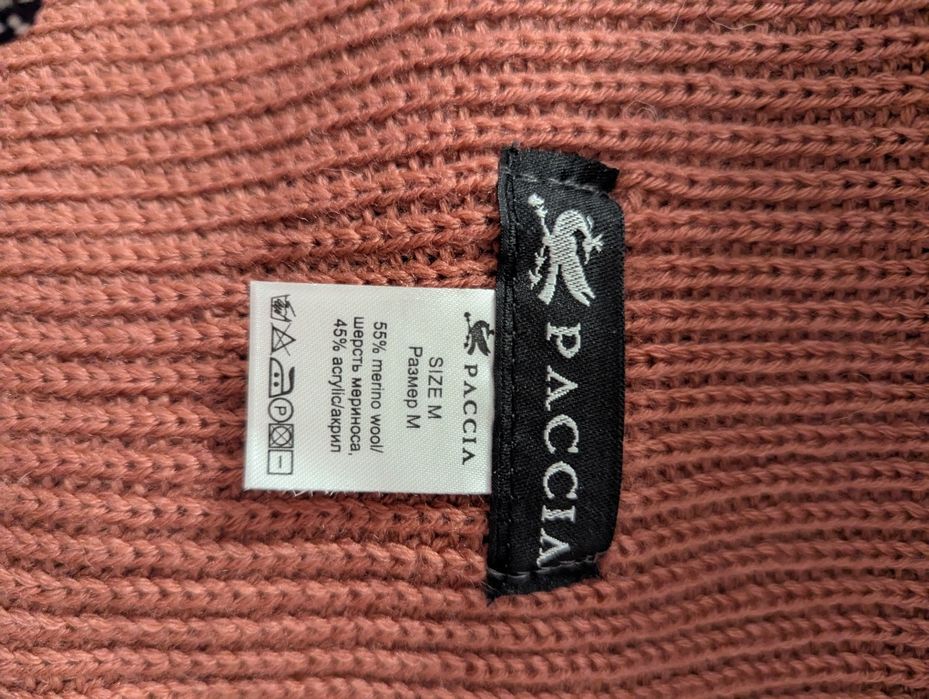 PACCIA
PACCIA
SIZE M
Размер M
55% merino wool/
шерсть мериноса,
45% acrylic/акрил
P